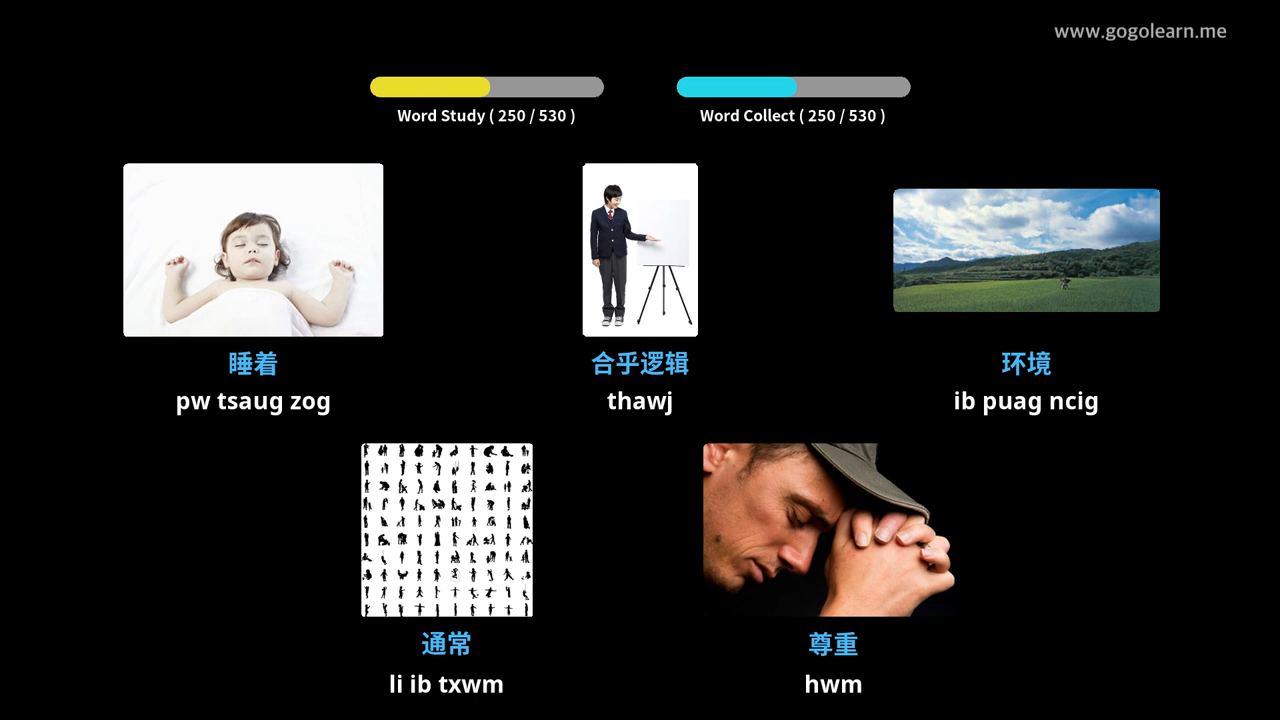 www.gogolearn.me
Word Study ( 250 / 530 )
Word Collect ( 250 / 530 )
睡着
pw tsaug zog
合乎逻辑
thawj
环境
ib puag ncig
通常
li ib txwm
尊重
hwm